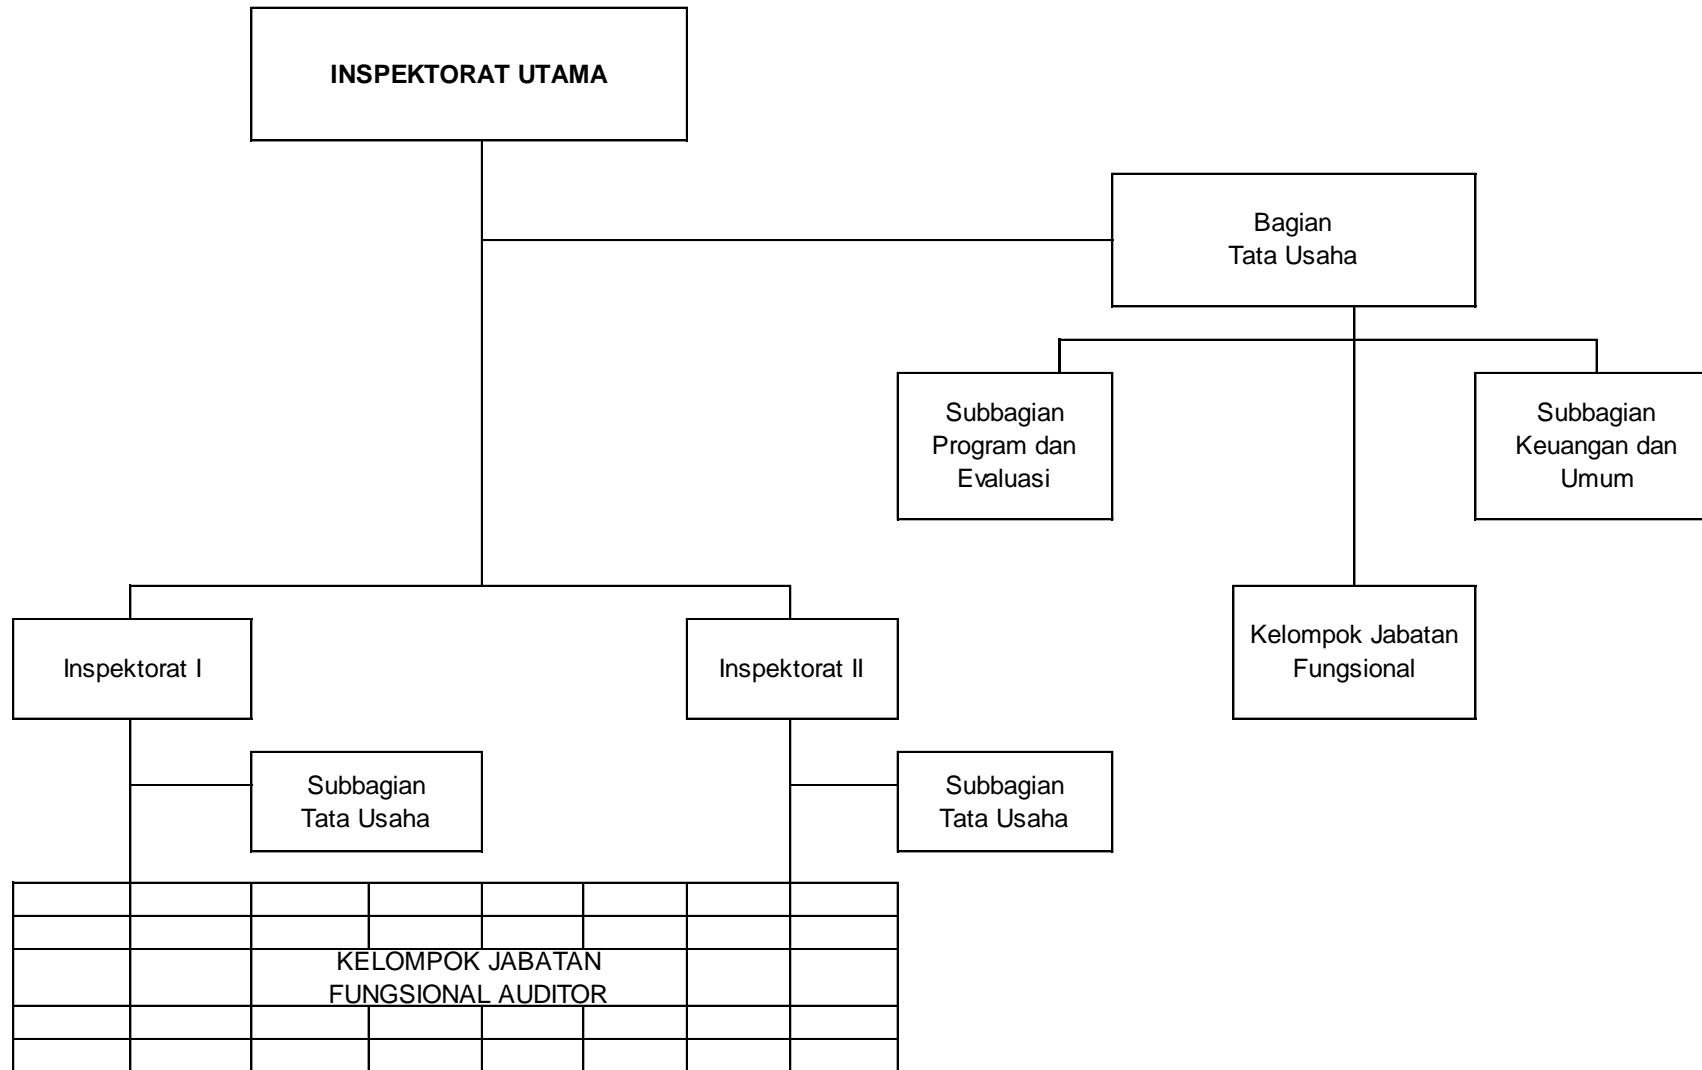 INSPEKTORAT UTAMA
Bagian
Tata Usaha
Subbagian
Program dan
Evaluasi
Subbagian
Keuangan dan
Umum
Inspektorat I
Inspektorat II
Kelompok Jabatan
Fungsional
Subbagian
Tata Usaha
Subbagian
Tata Usaha
KELOMPOK JABATAN
FUNGSIONAL AUDITOR